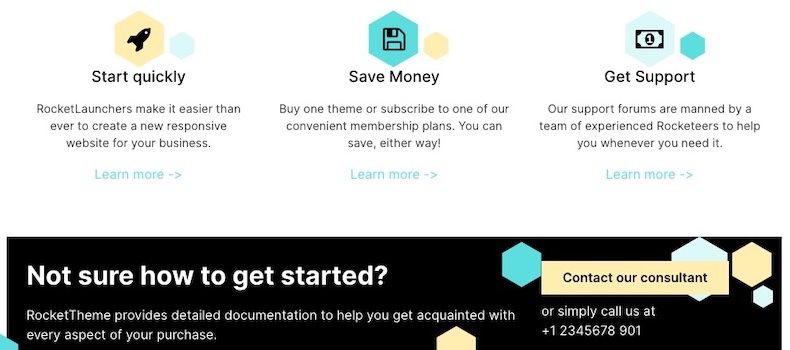 Start quickly
RocketLaunchers make it easier than
ever to create a new responsive
website for your business.
Learn more ->
Save Money
Buy one theme or subscribe to one of our
convenient membership plans. You can
save, either way!
Learn more ->
Get Support
Our support forums are manned by a
team of experienced Rocketeers to help
you whenever you need it.
Learn more ->
Not sure how to get started?
RocketTheme provides detailed documentation to help you get acquainted with
every aspect of your purchase.
Contact our consultant
or simply call us at
+1 2345678 901